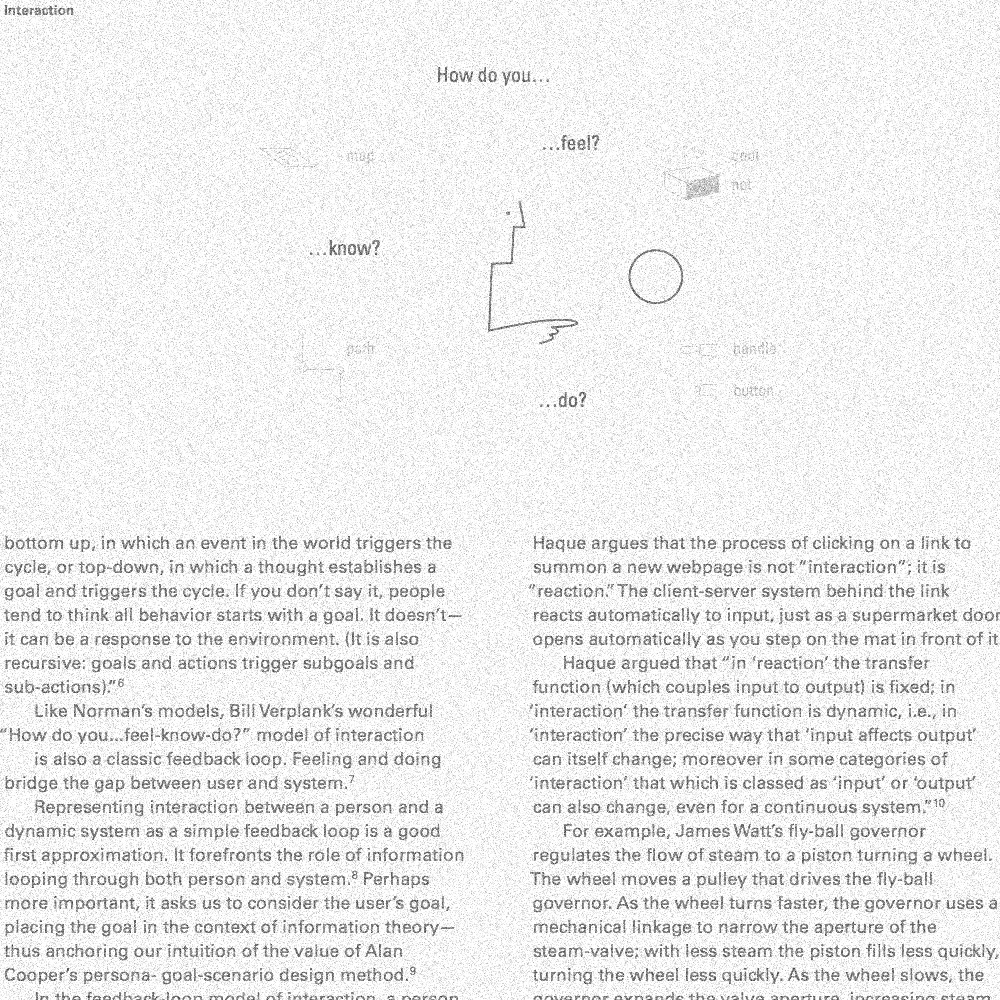 Interaction
How do you…
…feel?
map
cool
hot
…know?
path
handle
button
…do?
bottom up, in which an event in the world triggers the
cycle, or top-down, in which a thought establishes a
goal and triggers the cycle. If you don’t say it, people
tend to think all behavior starts with a goal. It doesn’t—
it can be a response to the environment. (It is also
recursive: goals and actions trigger subgoals and
sub-actions).”6
Like Norman’s models, Bill Verplank’s wonderful
“How do you...feel-know-do?” model of interaction
is also a classic feedback loop. Feeling and doing
bridge the gap between user and system.7
Representing interaction between a person and a
dynamic system as a simple feedback loop is a good
first approximation. It forefronts the role of information
looping through both person and system.8 Perhaps
more important, it asks us to consider the user’s goal,
placing the goal in the context of information theory—
thus anchoring our intuition of the value of Alan
Cooper’s persona- goal-scenario design method.9
In the feedback-loop model of interaction, a person
Haque argues that the process of clicking on a link to
summon a new webpage is not “interaction”; it is
“reaction.” The client-server system behind the link
reacts automatically to input, just as a supermarket door
opens automatically as you step on the mat in front of it
Haque argued that “in ‘reaction’ the transfer
function (which couples input to output) is fixed; in
‘interaction’ the transfer function is dynamic, i.e., in
‘interaction’ the precise way that ‘input affects output’
can itself change; moreover in some categories of
‘interaction’ that which is classed as ‘input’ or ‘output’
can also change, even for a continuous system.”10
For example, James Watt’s fly-ball governor
regulates the flow of steam to a piston turning a wheel.
The wheel moves a pulley that drives the fly-ball
governor. As the wheel turns faster, the governor uses a
mechanical linkage to narrow the aperture of the
steam-valve; with less steam the piston fills less quickly,
turning the wheel less quickly. As the wheel slows, the
governor expands the valve aperture, increasing steam